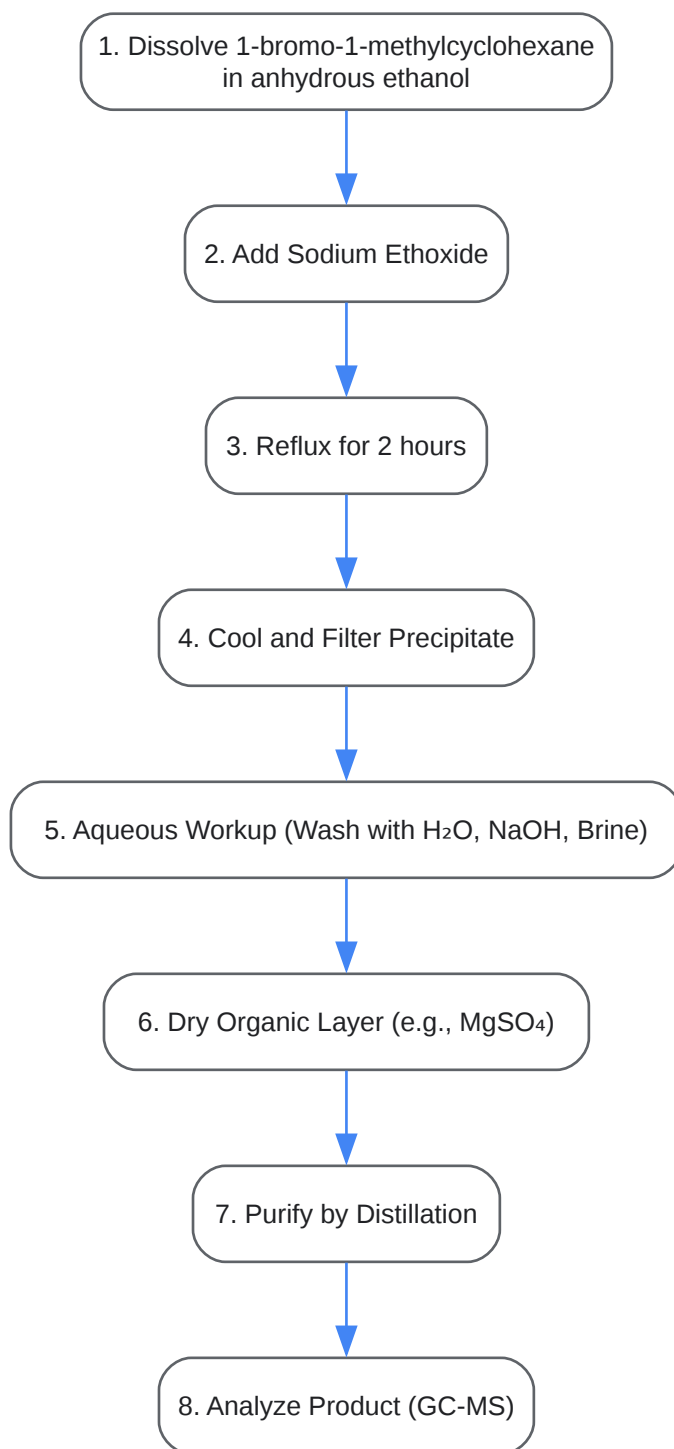 1. Dissolve 1-bromo-1-methylcyclohexane
in anhydrous ethanol
2. Add Sodium Ethoxide
3. Reflux for 2 hours
4. Cool and Filter Precipitate
5. Aqueous Workup (Wash with H₂O, NaOH, Brine)
6. Dry Organic Layer (e.g., MgSO₄)
7. Purify by Distillation
8. Analyze Product (GC-MS)